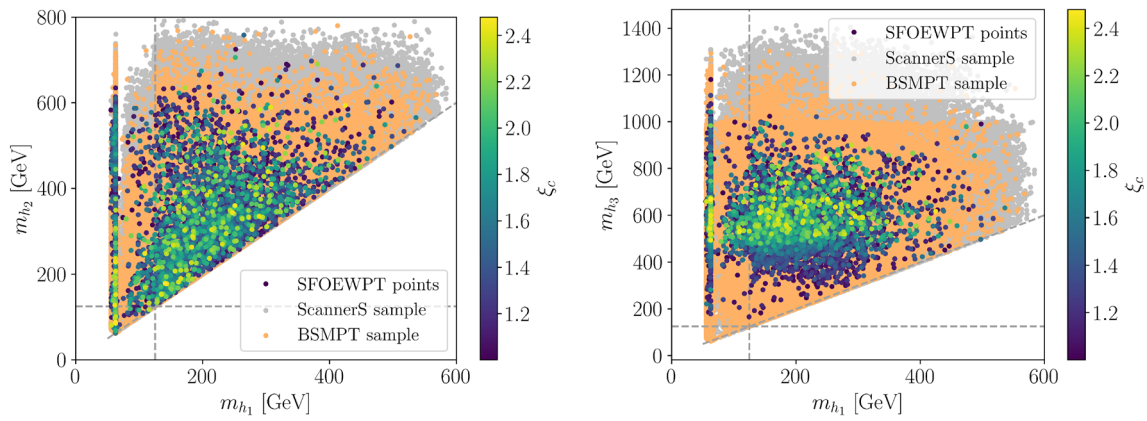 800
600
400
200
0
m_{h_2} [GeV]
0
200
400
600
m_{h_1} [GeV]
SFOEWPT points
ScannerS sample
BSMPT sample
2.4
2.2
2.0
1.8
1.6
1.4
1.2
ξ_c
1400
1200
1000
800
600
400
200
0
m_{h_3} [GeV]
0
200
400
600
m_{h_1} [GeV]
SFOEWPT points
ScannerS sample
BSMPT sample
2.4
2.2
2.0
1.8
1.6
1.4
1.2
ξ_c